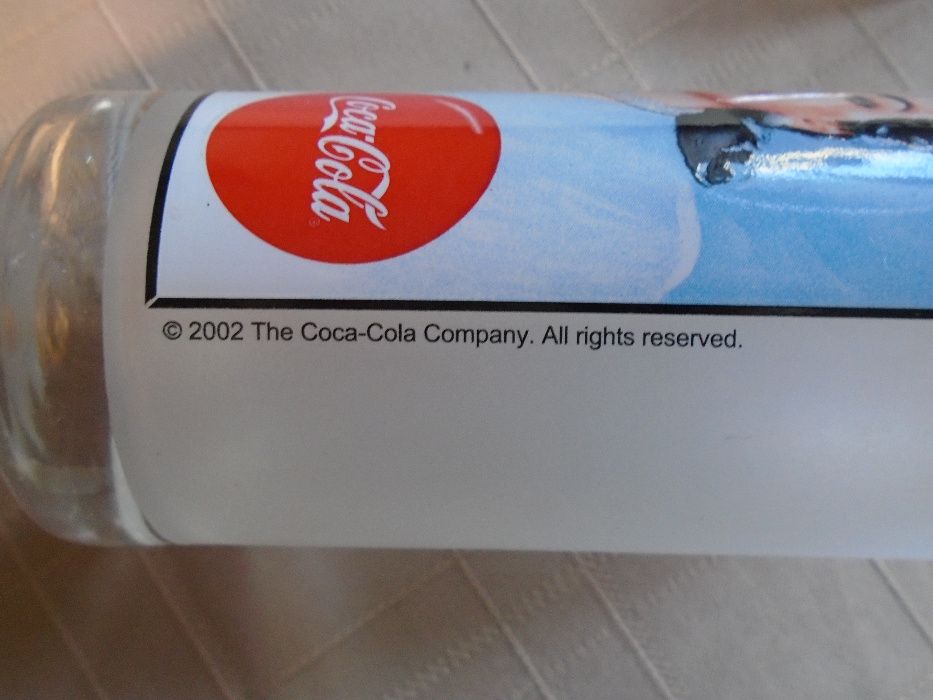 Coca-Cola
© 2002 The Coca-Cola Company. All rights reserved.